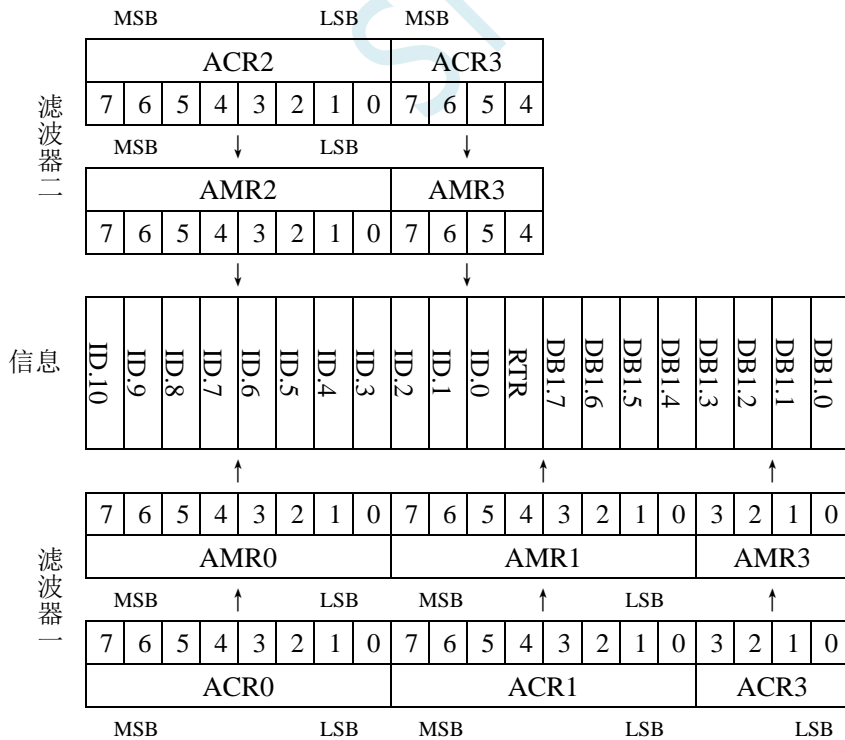 MSB LSB MSB
ACR2 ACR3
7 6 5 4 3 2 1 0 7 6 5 4
滤波器二
MSB LSB
AMR2 AMR3
7 6 5 4 3 2 1 0 7 6 5 4
信息
ID.10 ID.9 ID.8 ID.7 ID.6 ID.5 ID.4 ID.3 ID.2 ID.1 ID.0 RTR DB1.7 DB1.6 DB1.5 DB1.4 DB1.3 DB1.2 DB1.1 DB1.0
7 6 5 4 3 2 1 0 7 6 5 4 3 2 1 0 3 2 1 0
AMR0 AMR1 AMR3
滤波器一
MSB LSB MSB LSB
7 6 5 4 3 2 1 0 7 6 5 4 3 2 1 0 3 2 1 0
ACR0 ACR1 ACR3
MSB LSB MSB LSB LSB